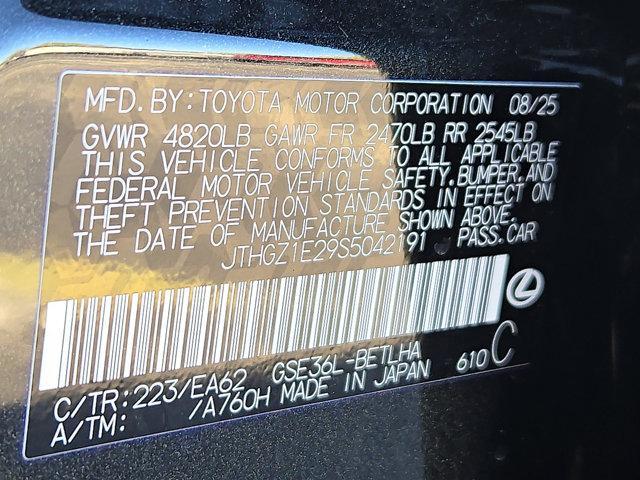 MFD. BY: TOYOTA MOTOR CORPORATION 08/25
GVWR 4820LB GAWR FR 2470LB RR 2545LB
THIS VEHICLE CONFORMS TO ALL APPLICABLE
FEDERAL MOTOR VEHICLE SAFETY, BUMPER, AND
THEFT PREVENTION STANDARDS IN EFFECT ON
THE DATE OF MANUFACTURE SHOWN ABOVE.
JTHGZ1E29S5042191 PASS. CAR
C/TR: 223/EA62 GSE36L-BETLHA 610 C
A/TM: /A760H MADE IN JAPAN